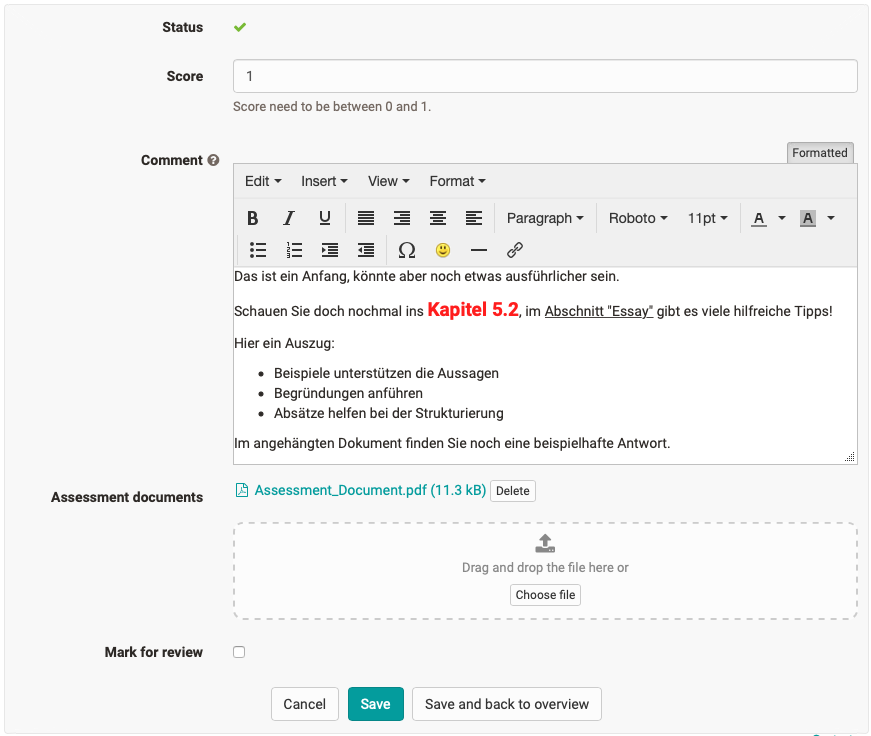 Status
Score
1
Score need to be between 0 and 1.
Comment
Formatted
Edit Insert View Format
B I U Paragraph Roboto 11pt A A
Das ist ein Anfang, könnte aber noch etwas ausführlicher sein.
Schauen Sie doch nochmal ins Kapitel 5.2, im Abschnitt "Essay" gibt es viele hilfreiche Tipps!
Hier ein Auszug:
• Beispiele unterstützen die Aussagen
• Begründungen anführen
• Absätze helfen bei der Strukturierung
Im angehängten Dokument finden Sie noch eine beispielhafte Antwort.
Assessment documents
Assessment_Document.pdf (11.3 kB) Delete
Drag and drop the file here or
Choose file
Mark for review
Cancel Save Save and back to overview